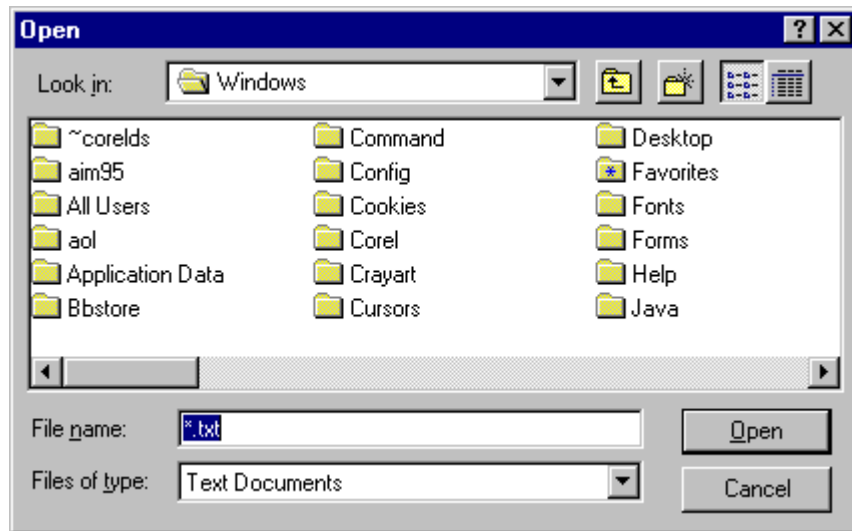 Open
Look in: Windows
~corelds Command Desktop
aim95 Config Favorites
All Users Cookies Fonts
aol Corel Forms
Application Data Crayart Help
Bbstore Cursors Java
File name: *.txt Open
Files of type: Text Documents Cancel